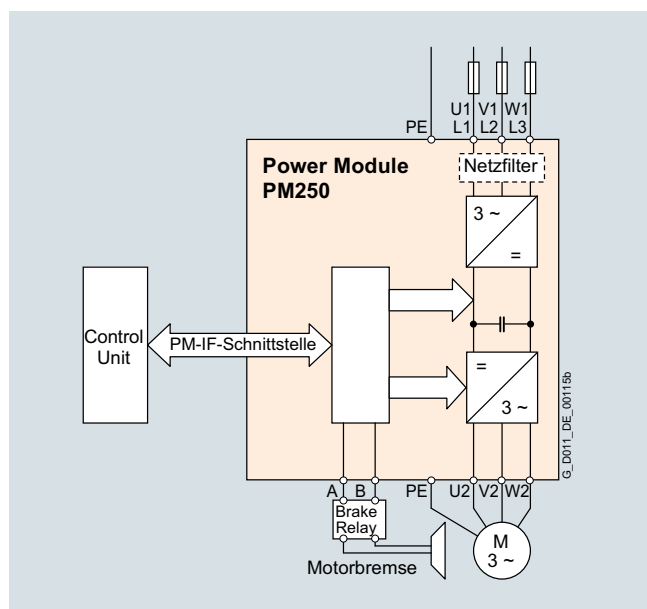 U1 V1 W1
PE L1 L2 L3
Power Module
PM250
Netzfilter
3 ~
=
Control
Unit
PM-IF-Schnittstelle
=
3 ~
A B PE U2 V2 W2
Brake
Relay
Motorbremse
M
3 ~
G_D011_DE_00115b